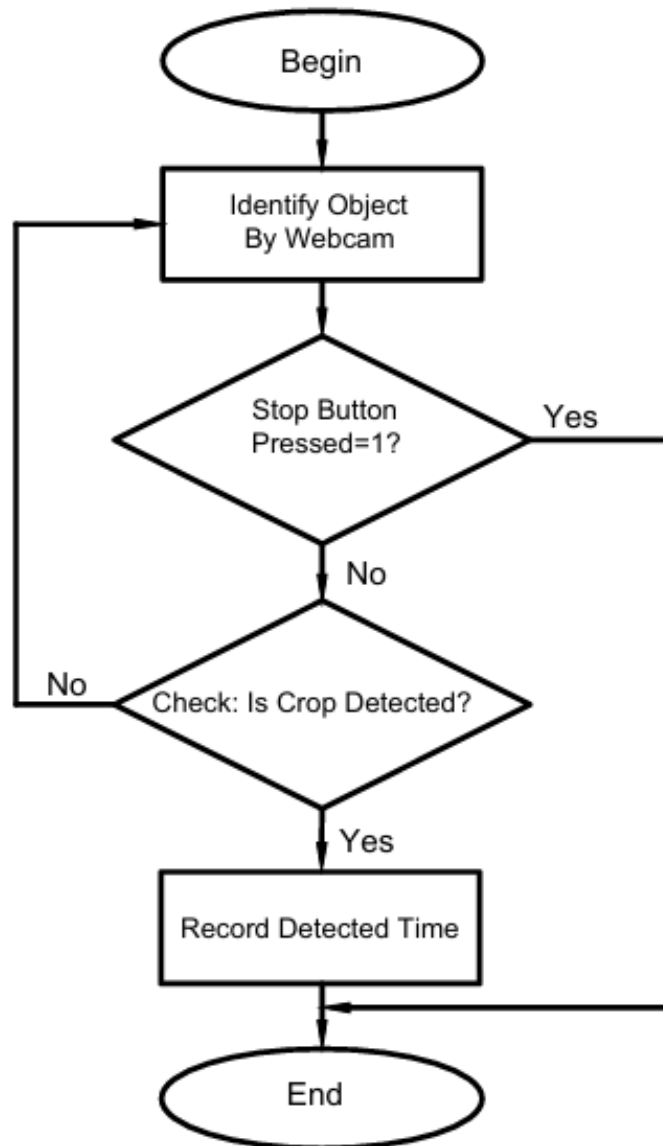 Begin
Identify Object
By Webcam
Stop Button
Pressed=1?
Yes
No
Check: Is Crop Detected?
No
Yes
Record Detected Time
End